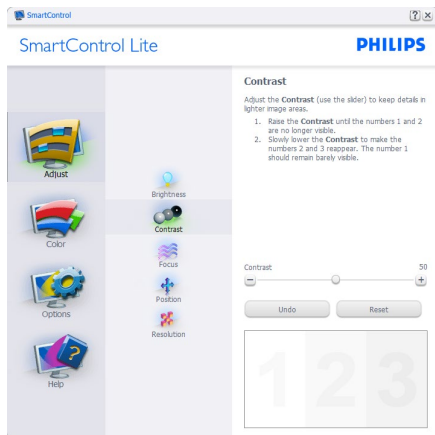 SmartControl
SmartControl Lite
PHILIPS
Adjust
Color
Options
Help
Brightness
Contrast
Focus
Position
Resolution
Contrast
Adjust the Contrast (use the slider) to keep details in
lighter image areas.
1. Raise the Contrast until the numbers 1 and 2
are no longer visible.
2. Slowly lower the Contrast to make the
numbers 2 and 3 reappear. The number 1
should remain barely visible.
Contrast 50
Undo Reset
1 2 3